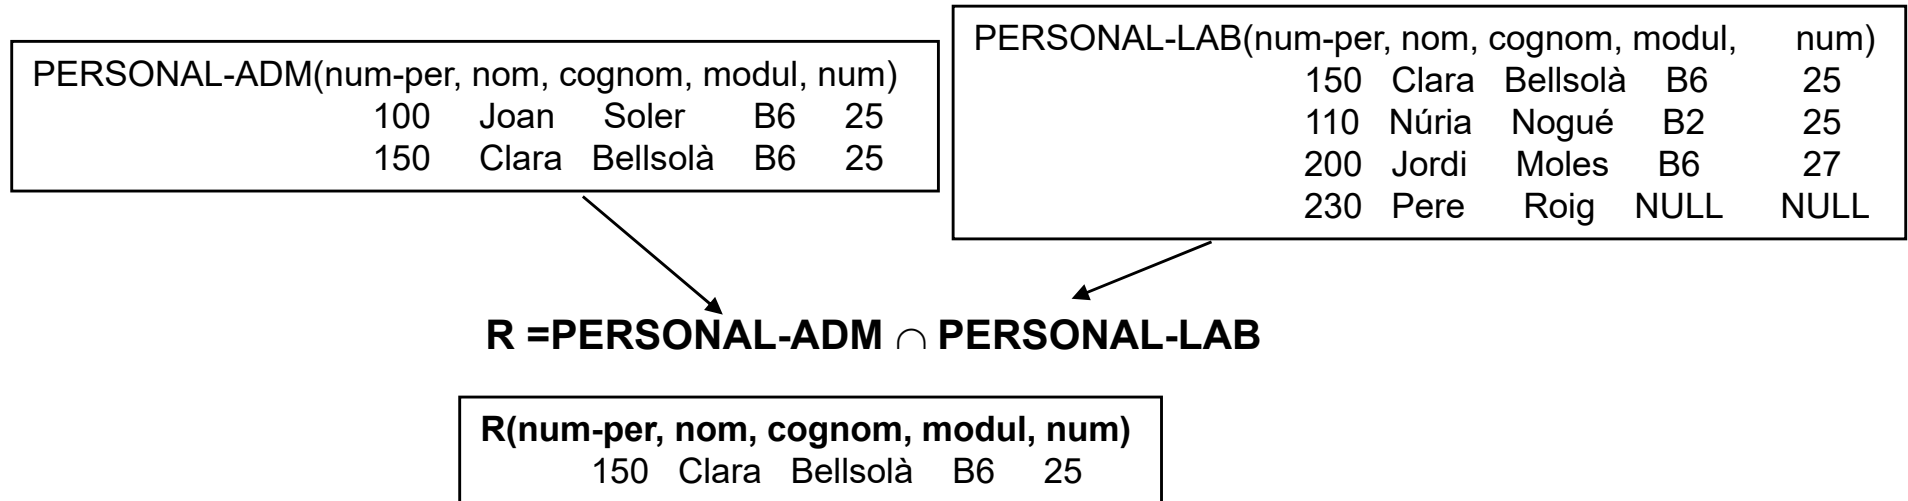 PERSONAL-ADM(num-per, nom, cognom, modul, num)
100 Joan Soler B6 25
150 Clara Bellsolà B6 25
PERSONAL-LAB(num-per, nom, cognom, modul, num)
150 Clara Bellsolà B6 25
110 Núria Nogué B2 25
200 Jordi Moles B6 27
230 Pere Roig NULL NULL
R =PERSONAL-ADM ∩ PERSONAL-LAB
R(num-per, nom, cognom, modul, num)
150 Clara Bellsolà B6 25